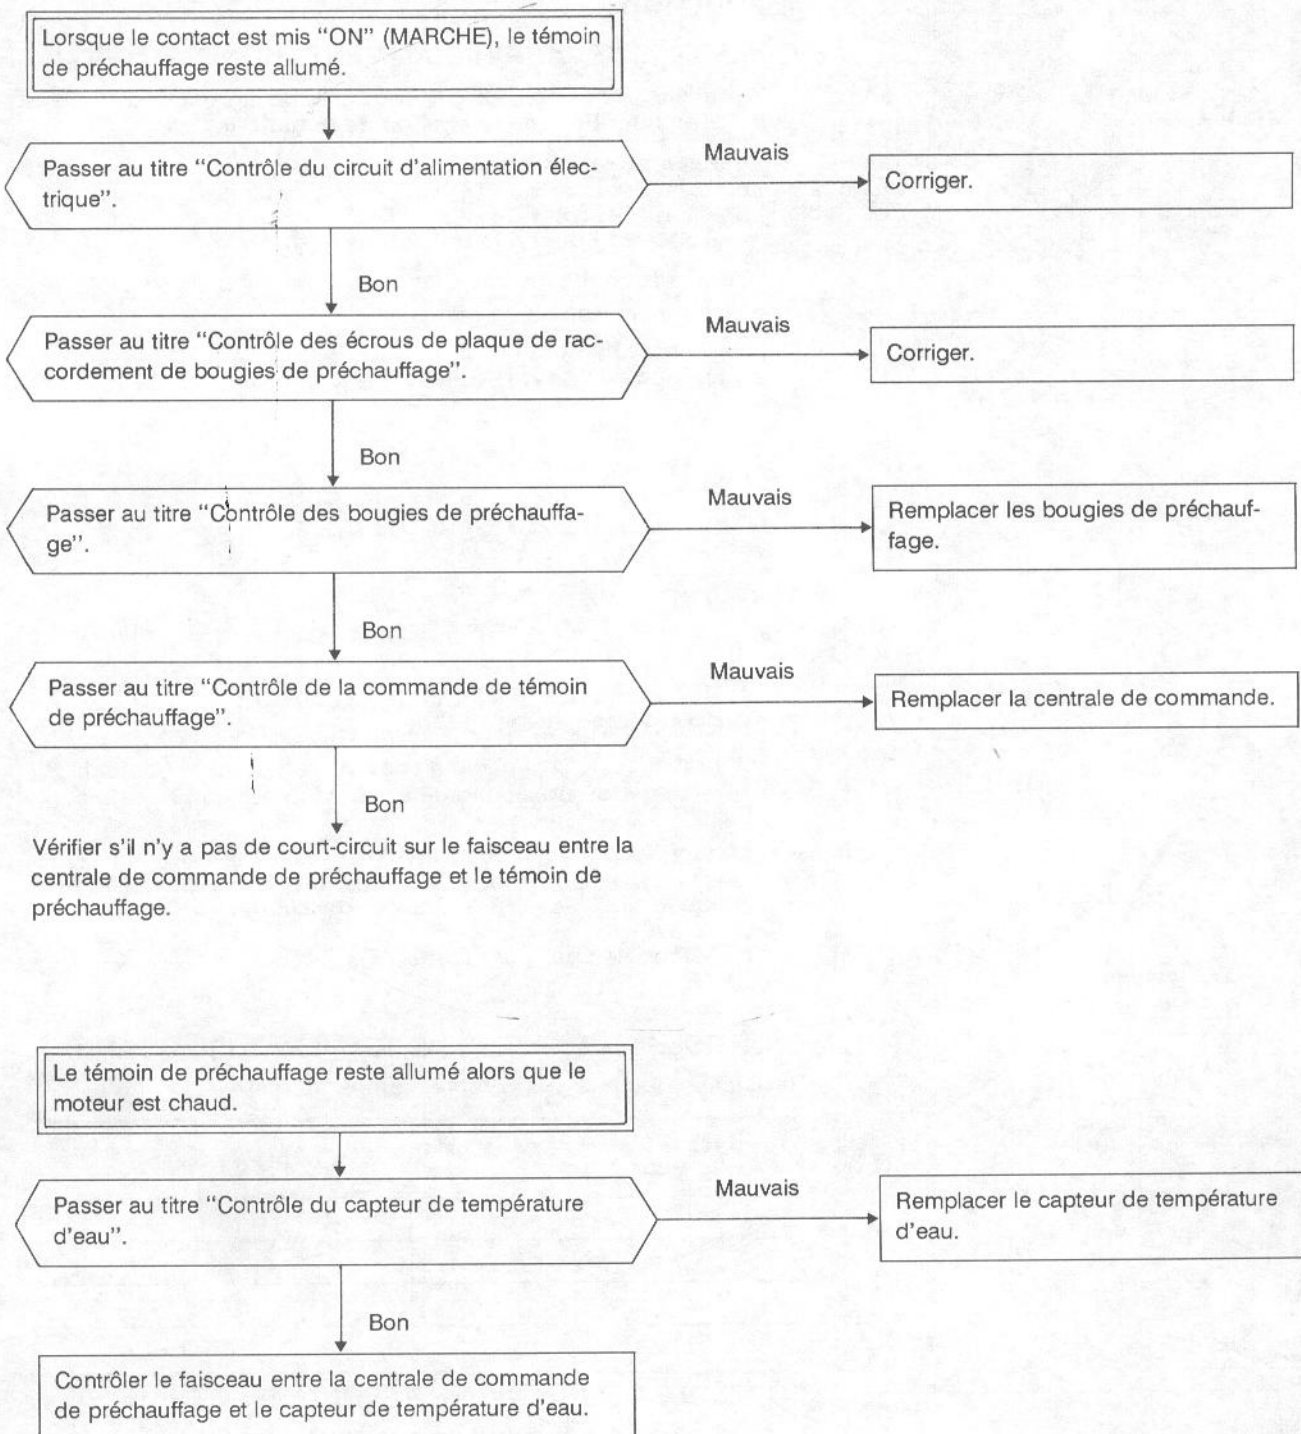 Lorsque le contact est mis “ON” (MARCHE), le témoin
de préchauffage reste allumé.
Passer au titre “Contrôle du circuit d’alimentation élec-
trique”.
Mauvais
Corriger.
Bon
Passer au titre “Contrôle des écrous de plaque de rac-
cordement de bougies de préchauffage”.
Mauvais
Corriger.
Bon
Passer au titre “Contrôle des bougies de préchauffa-
ge”.
Mauvais
Remplacer les bougies de préchauf-
fage.
Bon
Passer au titre “Contrôle de la commande de témoin
de préchauffage”.
Mauvais
Remplacer la centrale de commande.
Bon
Vérifier s’il n’y a pas de court-circuit sur le faisceau entre la
centrale de commande de préchauffage et le témoin de
préchauffage.
Le témoin de préchauffage reste allumé alors que le
moteur est chaud.
Passer au titre “Contrôle du capteur de température
d’eau”.
Mauvais
Remplacer le capteur de température
d’eau.
Bon
Contrôler le faisceau entre la centrale de commande
de préchauffage et le capteur de température d’eau.